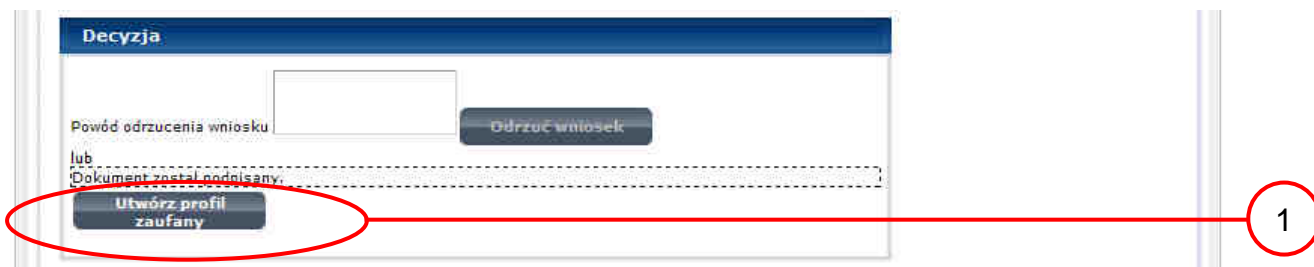 Decyzja
Powód odrzucenia wniosku
Odrzuć wniosek
lub
Dokument został podpisany.
Utwórz profil
zaufany
1